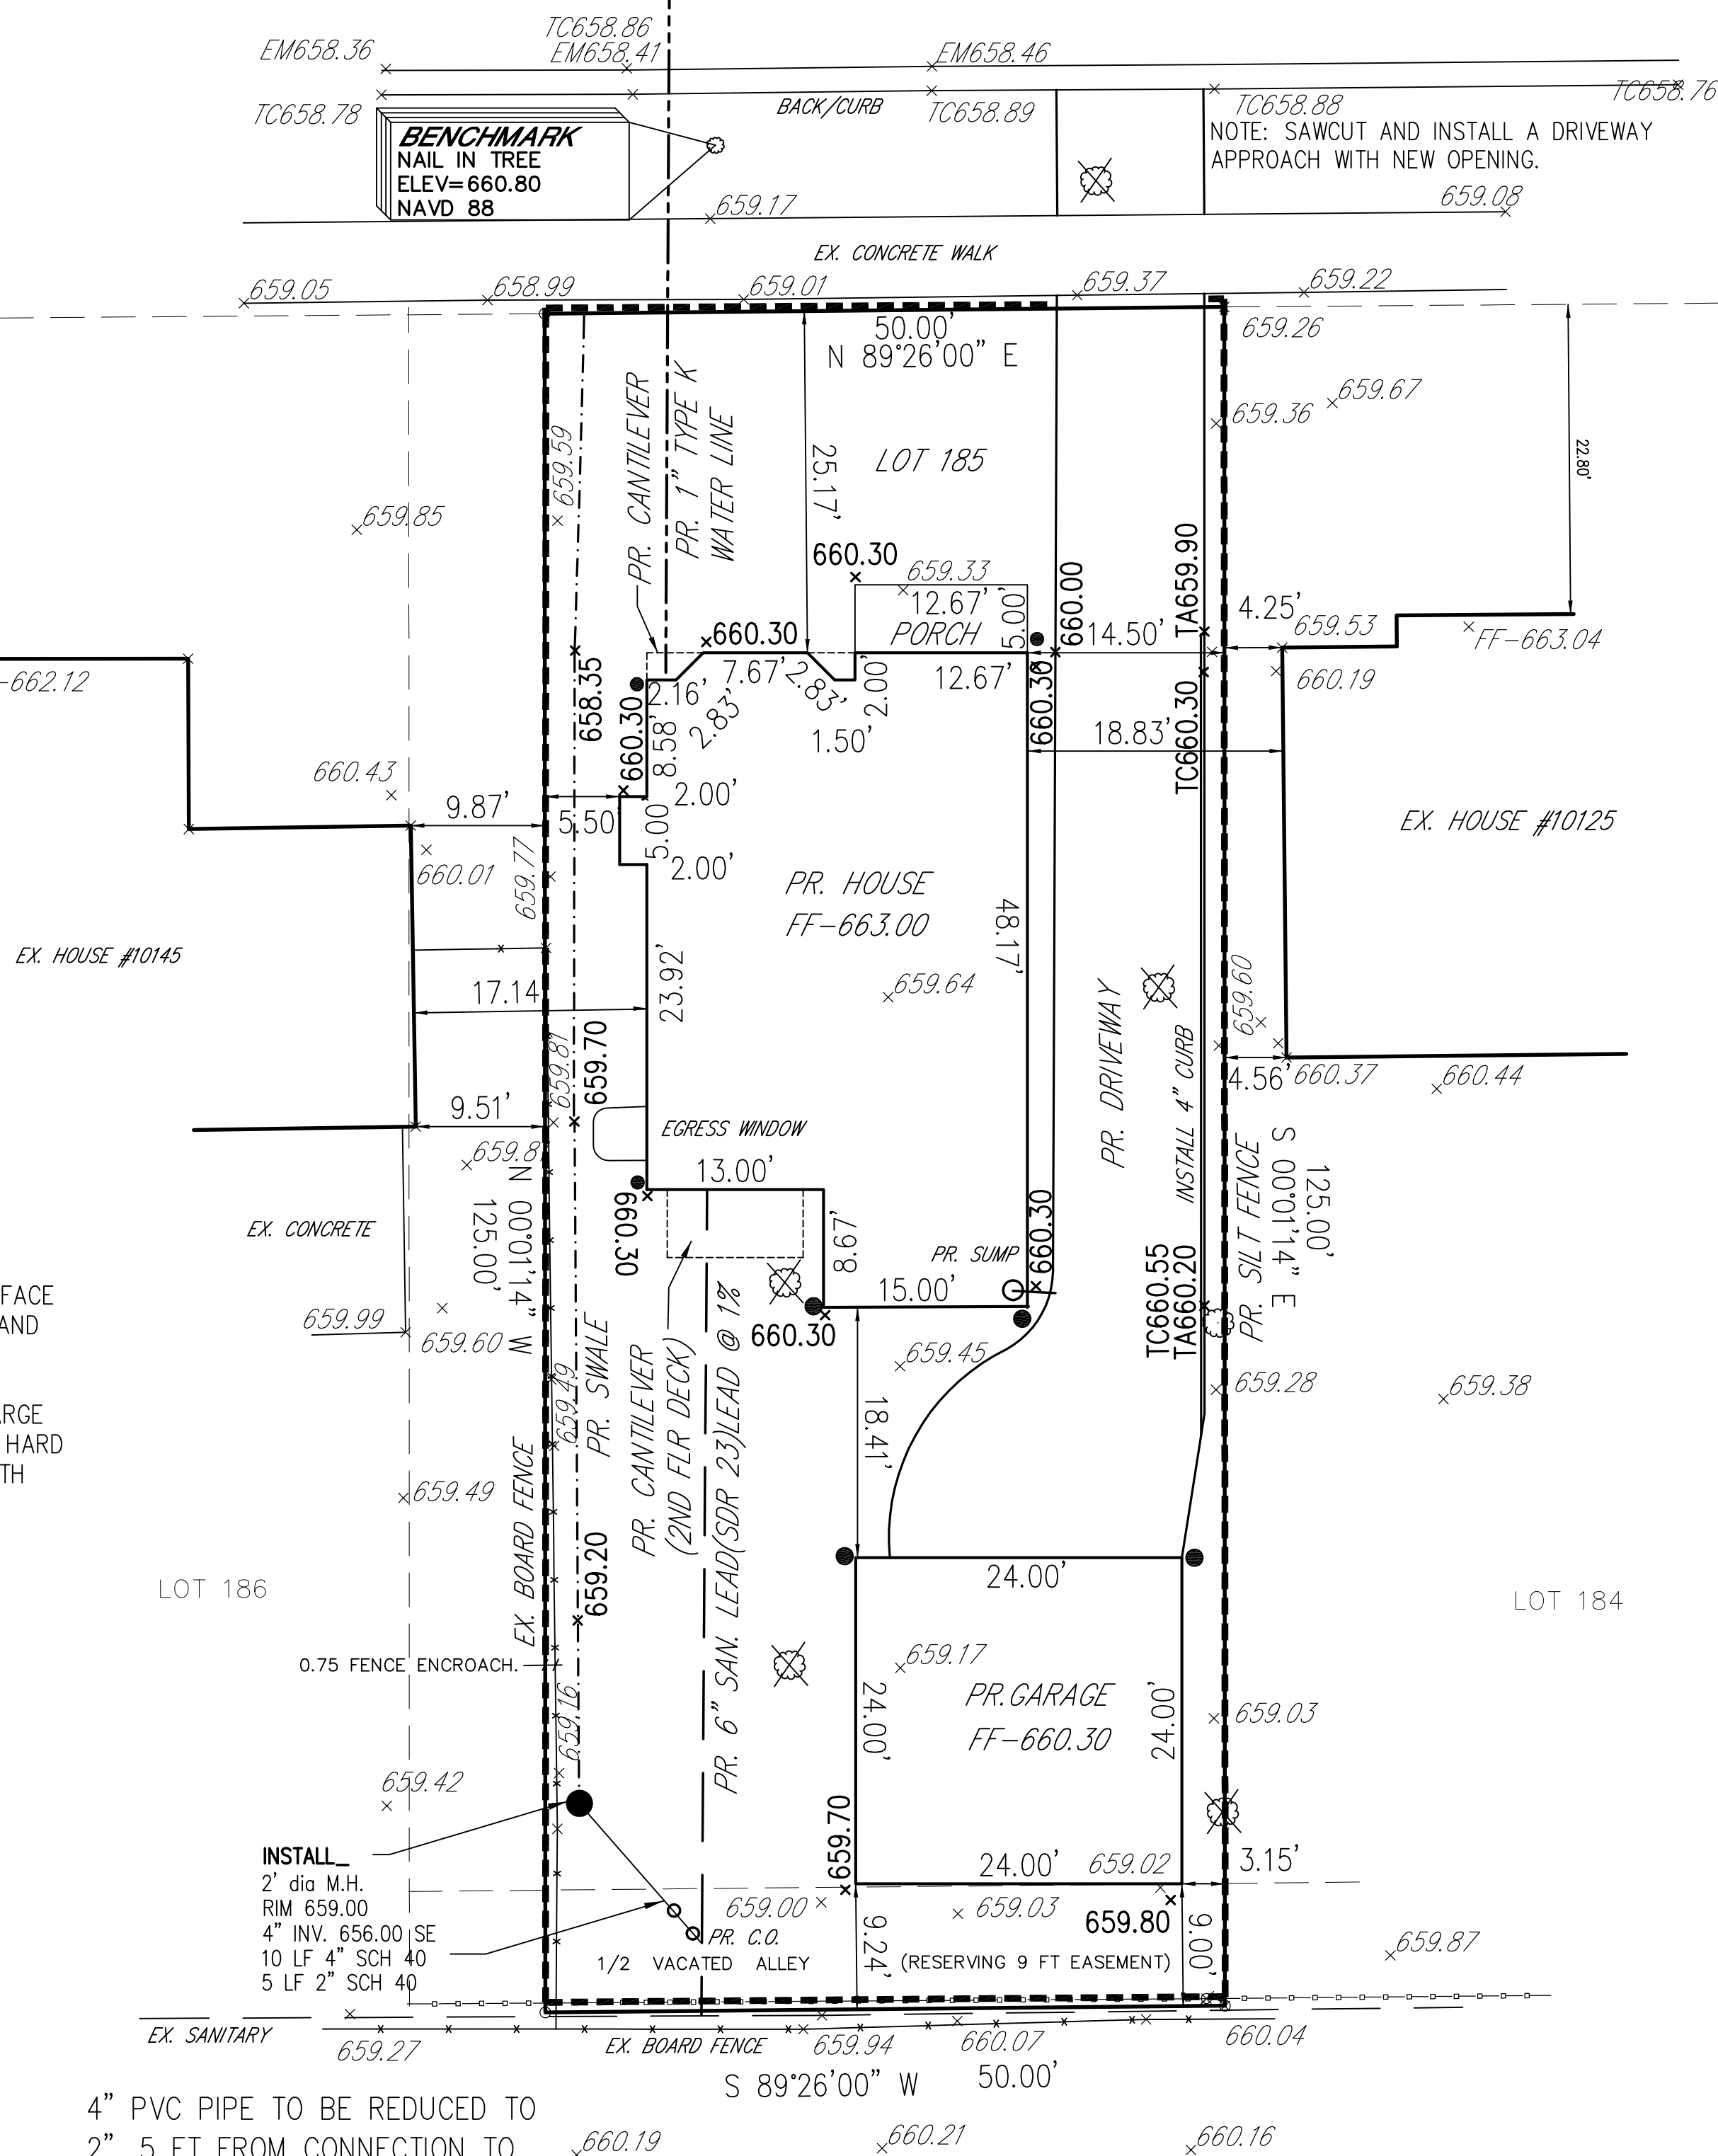 TC658.86
EM658.36
EM658.41
EM658.46
TC658.78
BACK/CURB
TC658.89
TC658.88
TC658.76
BENCHMARK
NAIL IN TREE
ELEV=660.80
NAVD 88
NOTE: SAWCUT AND INSTALL A DRIVEWAY
APPROACH WITH NEW OPENING.
659.17
659.08
EX. CONCRETE WALK
659.05
658.99
659.01
659.37
659.22
50.00'
N 89°26'00" E
659.26
659.67
659.36
22.80'
PR. CANTILEVER
PR. 1" TYPE K
WATER LINE
659.59
25.17'
LOT 185
659.85
660.30
659.33
12.67'
PORCH
5.00'
660.00
14.50'
TA659.90
4.25'
659.53
FF-663.04
660.19
-662.12
658.35
660.30
7.67'
2.16'
2.83'
2.83'
2.00'
1.50'
12.67'
660.30
TC660.30
18.83'
660.30
8.58'
660.43
9.87'
5.50'
2.00'
5.00
2.00'
660.01
659.77
PR. HOUSE
FF-663.00
48.17'
EX. HOUSE #10125
EX. HOUSE #10145
659.64
17.14
23.92'
659.70
659.81
PR. DRIVEWAY
INSTALL 4" CURB
659.60
4.56'
660.37
660.44
9.51'
EGRESS WINDOW
13.00'
N 00°01'14" W
125.00'
EX. CONCRETE
660.30
8.67'
PR. SUMP
660.30
15.00'
660.30
TC660.55
TA660.20
PR. SILT FENCE
S 00°01'14" E
125.00'
FACE
AND
659.99
659.60
659.49
PR. SWALE
PR. CANTILEVER
(2ND FLR DECK)
PR. 6" SAN. LEAD(SDR 23)LEAD @ 1%
659.45
18.41'
659.28
659.38
ARGE
HARD
TH
659.49
EX. BOARD FENCE
659.20
LOT 186
24.00'
LOT 184
0.75 FENCE ENCROACH.
659.16
659.17
PR.GARAGE
FF-660.30
24.00'
24.00'
659.03
659.42
659.70
24.00'
659.02
3.15'
INSTALL_
2' dia M.H.
RIM 659.00
4" INV. 656.00 SE
10 LF 4" SCH 40
5 LF 2" SCH 40
659.00
659.03
659.80
PR. C.O.
9.24'
9.00'
1/2 VACATED ALLEY
(RESERVING 9 FT EASEMENT)
659.87
EX. SANITARY
659.27
EX. BOARD FENCE
659.94
660.07
660.04
S 89°26'00" W
50.00'
4" PVC PIPE TO BE REDUCED TO
2" 5 FT FROM CONNECTION TO
660.19
660.21
660.16